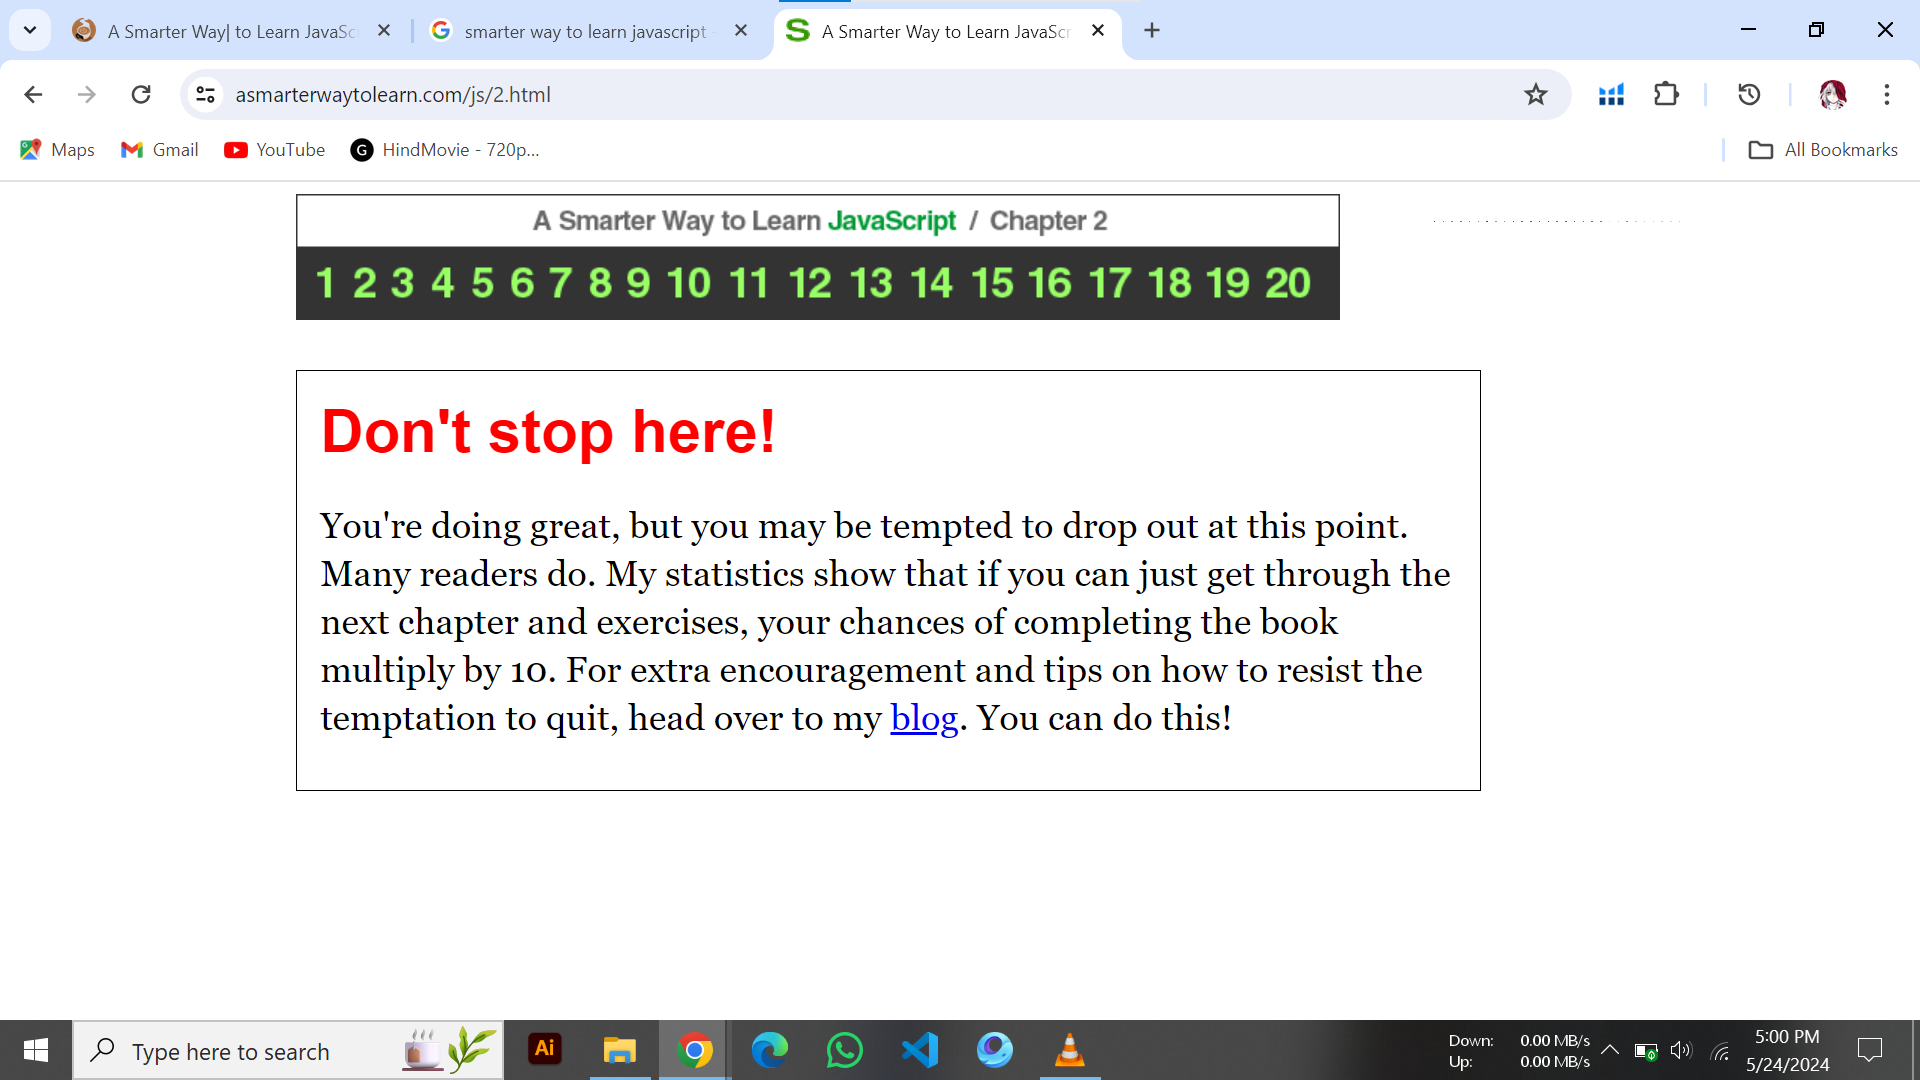 A Smarter Way| to Learn JavaSc
smarter way to learn javascript
A Smarter Way to Learn JavaScr
asmarterwaytolearn.com/js/2.html
Maps
Gmail
YouTube
G HindMovie - 720p...
All Bookmarks
A Smarter Way to Learn JavaScript / Chapter 2
1 2 3 4 5 6 7 8 9 10 11 12 13 14 15 16 17 18 19 20
Don't stop here!
You're doing great, but you may be tempted to drop out at this point.
Many readers do. My statistics show that if you can just get through the
next chapter and exercises, your chances of completing the book
multiply by 10. For extra encouragement and tips on how to resist the
temptation to quit, head over to my blog. You can do this!
Type here to search
Ai
Down: 0.00 MB/s
Up: 0.00 MB/s
5:00 PM
5/24/2024